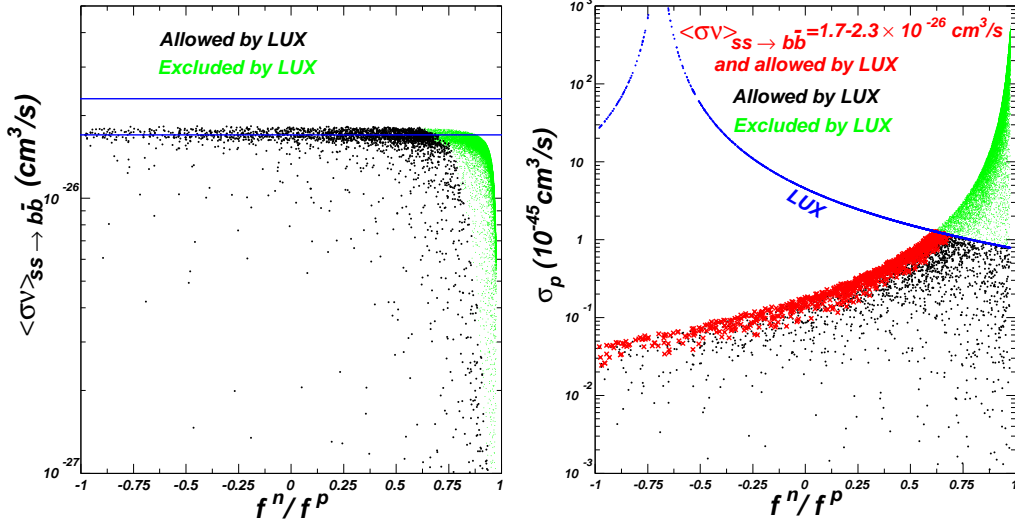 Allowed by LUX
Excluded by LUX
<σv>ss → bb̄ (cm³/s)
10⁻²⁶
10⁻²⁷
-1 -0.75 -0.5 -0.25 0 0.25 0.5 0.75 1
fⁿ/fᵖ
<σv>ss → bb̄ =1.7-2.3 × 10⁻²⁶ cm³/s
and allowed by LUX
Allowed by LUX
Excluded by LUX
LUX
σp (10⁻⁴⁵cm³/s)
10³
10²
10
1
10⁻¹
10⁻²
10⁻³
-1 -0.75 -0.5 -0.25 0 0.25 0.5 0.75 1
fⁿ/fᵖ